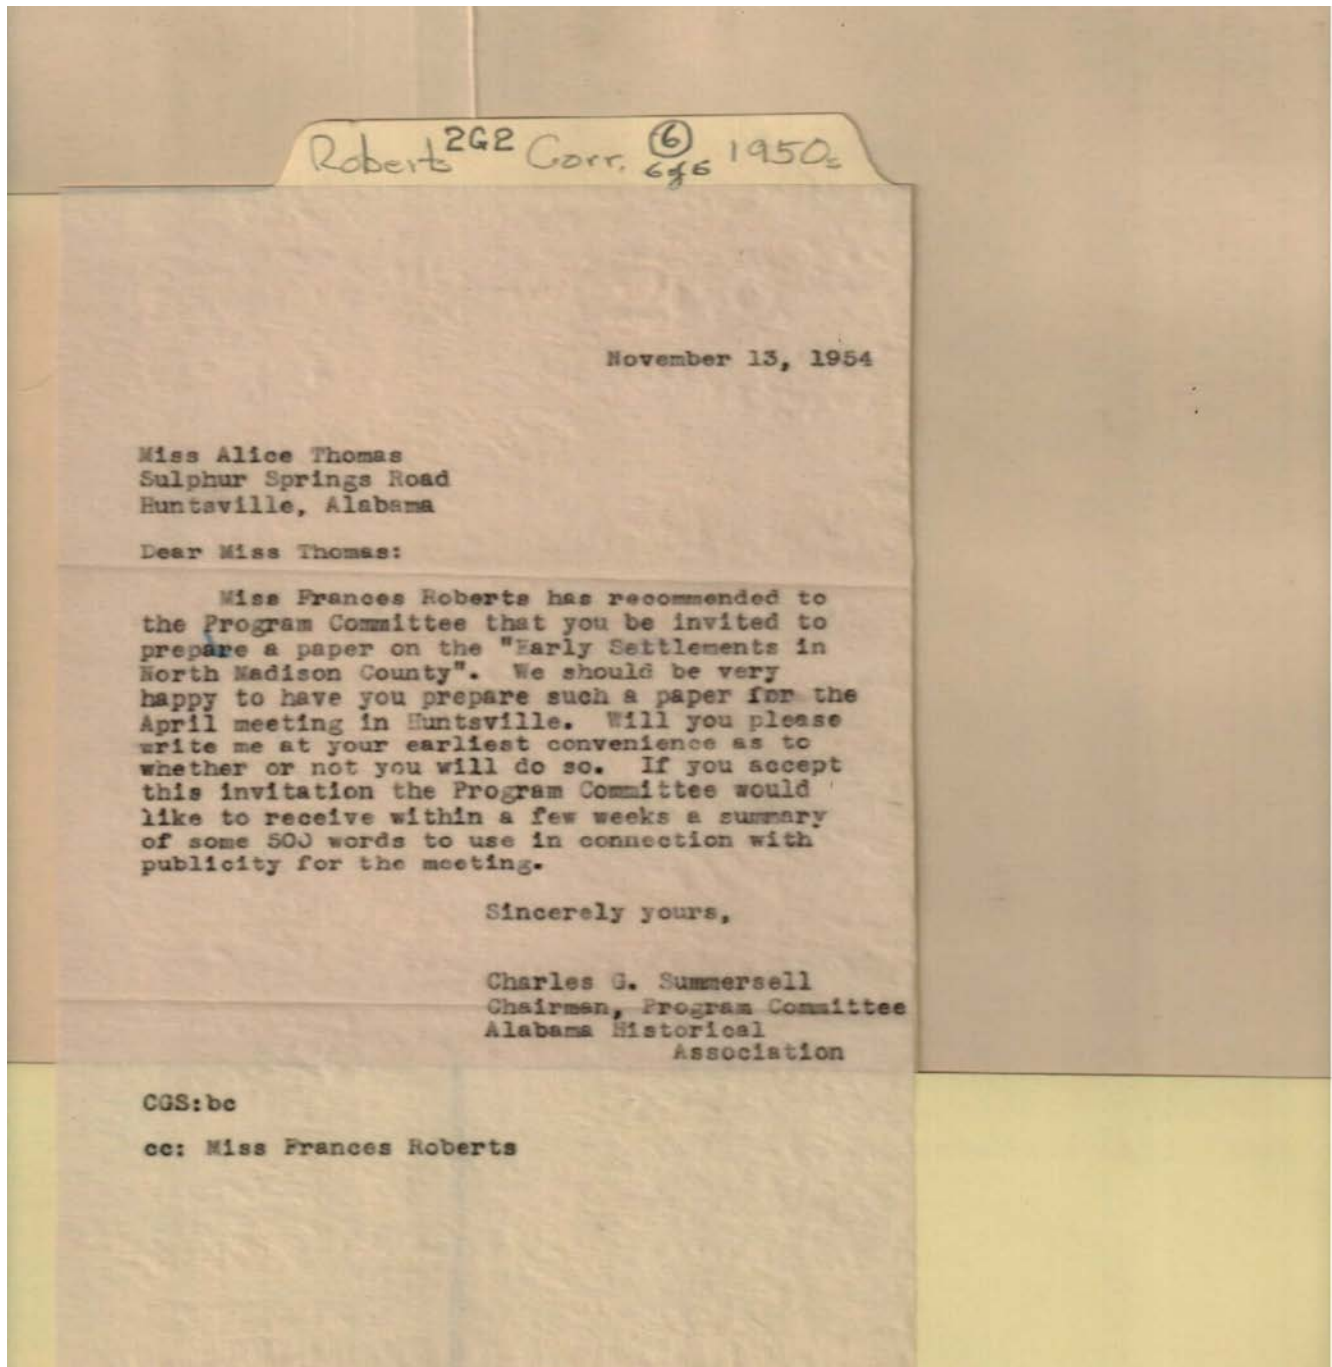 Roberts 2G2 Corr. 6 1950s
6 of 6
November 13, 1954
Miss Alice Thomas
Sulphur Springs Road
Huntsville, Alabama
Dear Miss Thomas:
Miss Frances Roberts has recommended to
the Program Committee that you be invited to
prepare a paper on the "Early Settlements in
North Madison County". We should be very
happy to have you prepare such a paper for the
April meeting in Huntsville. Will you please
write me at your earliest convenience as to
whether or not you will do so. If you accept
this invitation the Program Committee would
like to receive within a few weeks a summary
of some 500 words to use in connection with
publicity for the meeting.
Sincerely yours,
Charles G. Summersell
Chairman, Program Committee
Alabama Historical
Association
CGS:bc
cc: Miss Frances Roberts